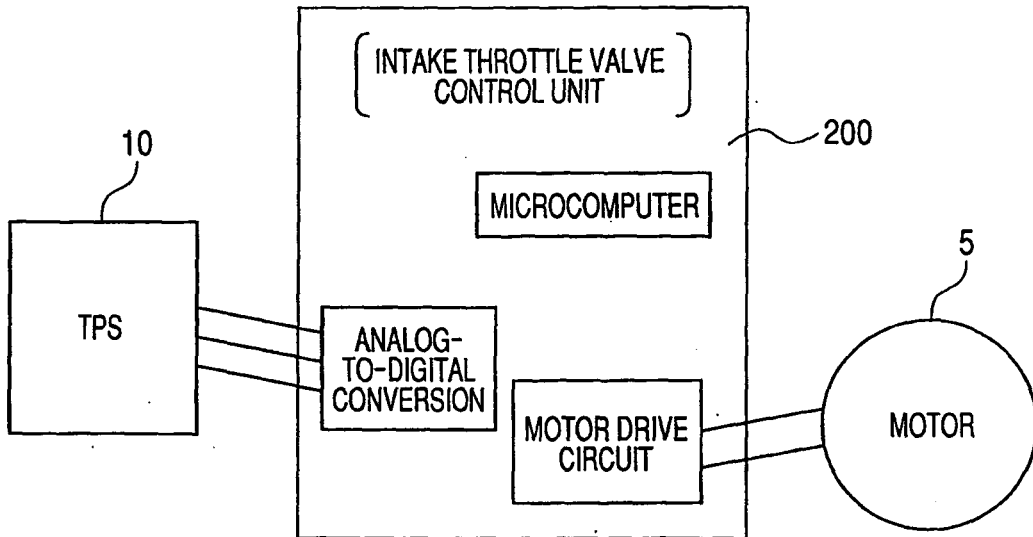 INTAKE THROTTLE VALVE
CONTROL UNIT
200
10
MICROCOMPUTER
5
TPS
ANALOG-
TO-DIGITAL
CONVERSION
MOTOR DRIVE
CIRCUIT
MOTOR